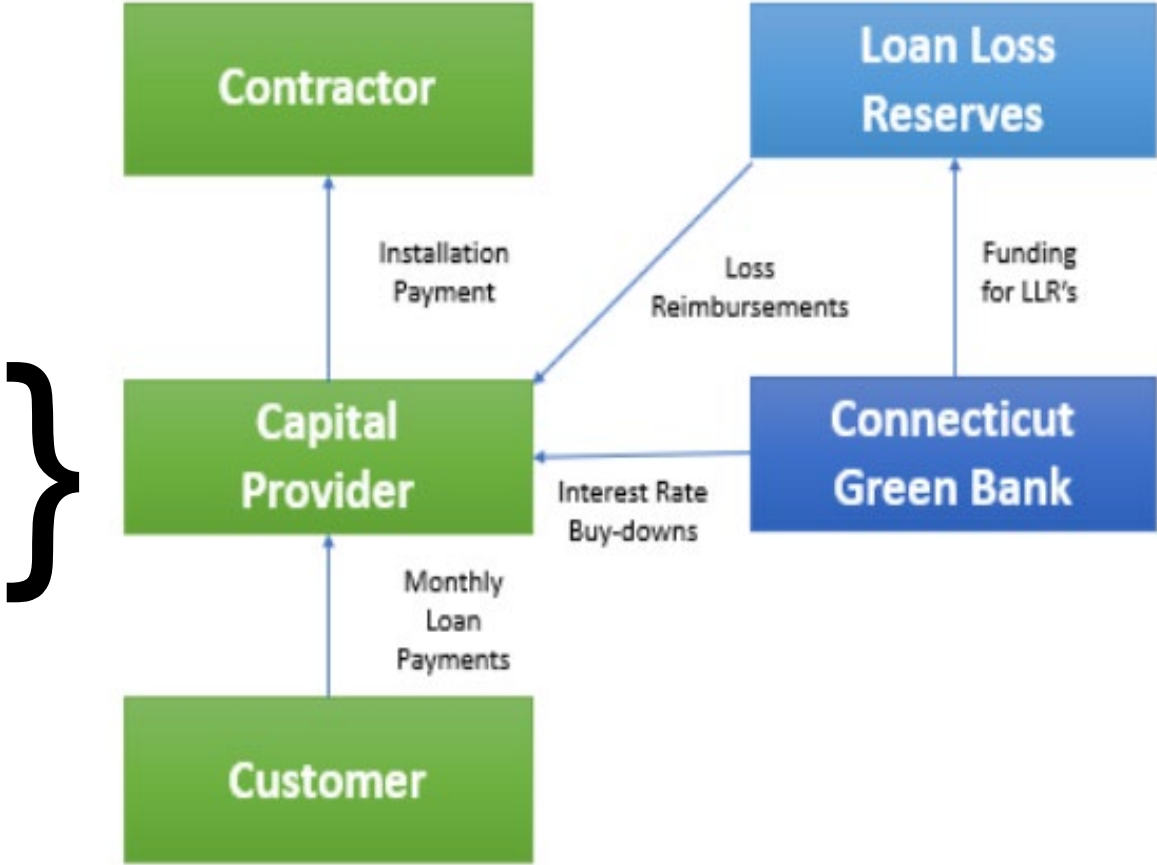 Contractor
Loan Loss
Reserves
Installation
Payment
Loss
Reimbursements
Funding
for LLR's
}
Capital
Provider
Connecticut
Green Bank
Interest Rate
Buy-downs
Monthly
Loan
Payments
Customer